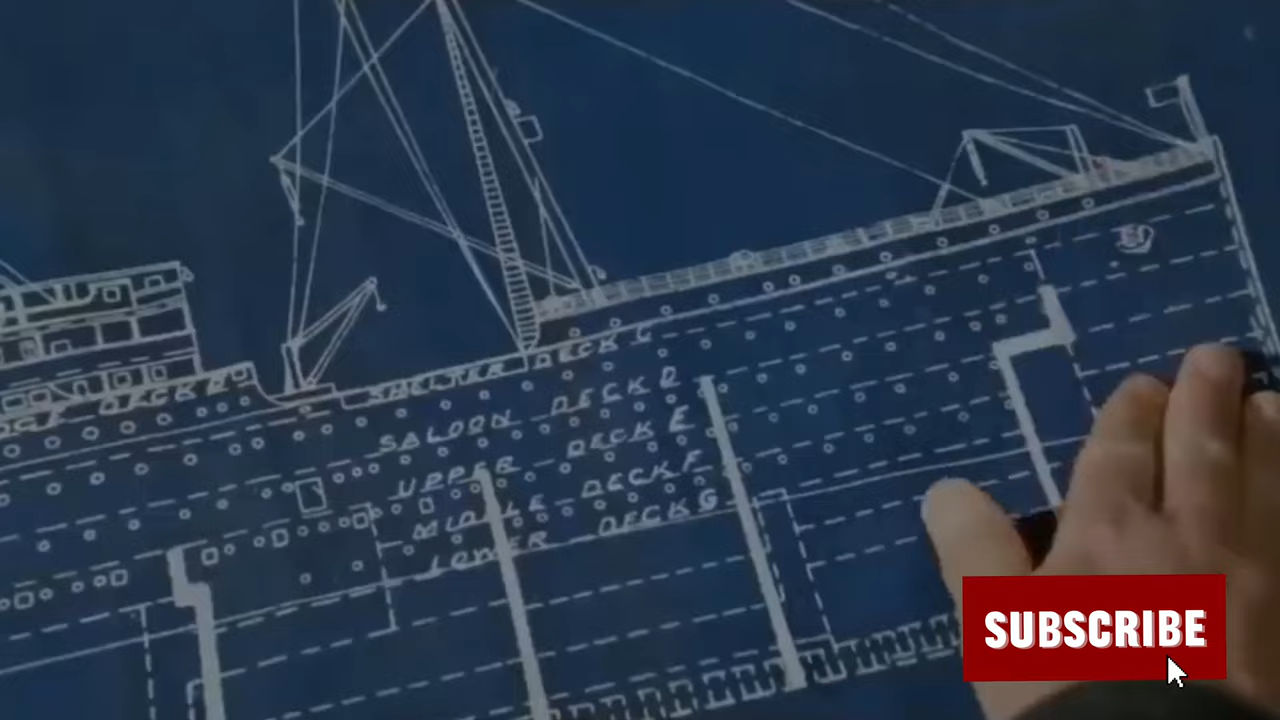 SHELTER DECK C
SALOON DECK D
UPPER DECK E
MIDDLE DECK F
LOWER DECK G
SUBSCRIBE